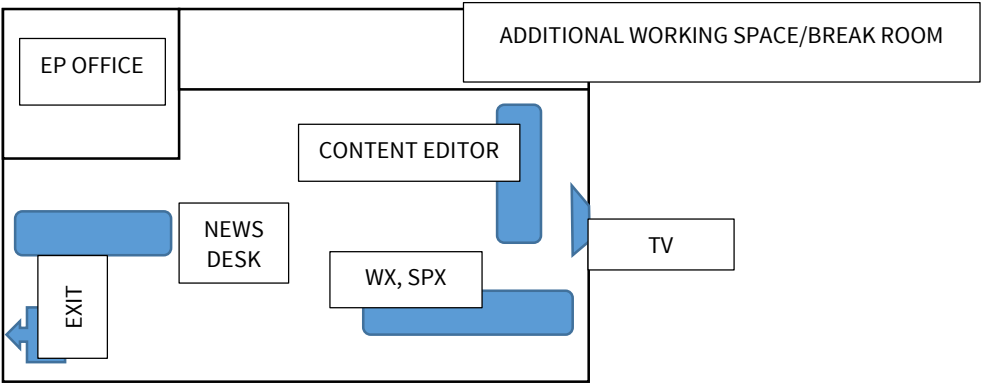 ADDITIONAL WORKING SPACE/BREAK ROOM
EP OFFICE
CONTENT EDITOR
NEWS
DESK
TV
WX, SPX
EXIT